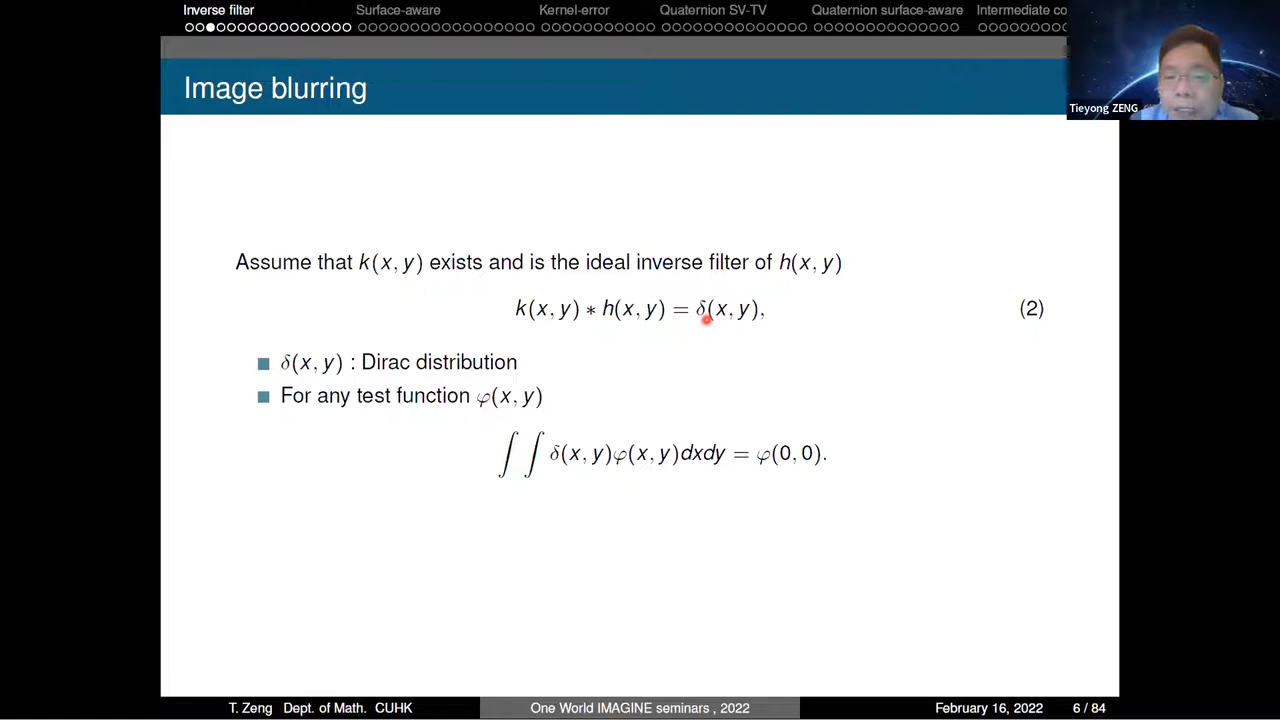 Inverse filter Surface-aware Kernel-error Quaternion SV-TV Quaternion surface-aware Intermediate co
Image blurring
Tieyong ZENG
Assume that k(x, y) exists and is the ideal inverse filter of h(x, y)
k(x, y) ∗ h(x, y) = δ(x, y), (2)
■ δ(x, y) : Dirac distribution
■ For any test function φ(x, y)
∫ ∫ δ(x, y)φ(x, y)dxdy = φ(0, 0).
T. Zeng Dept. of Math. CUHK One World IMAGINE seminars , 2022 February 16, 2022 6 / 84